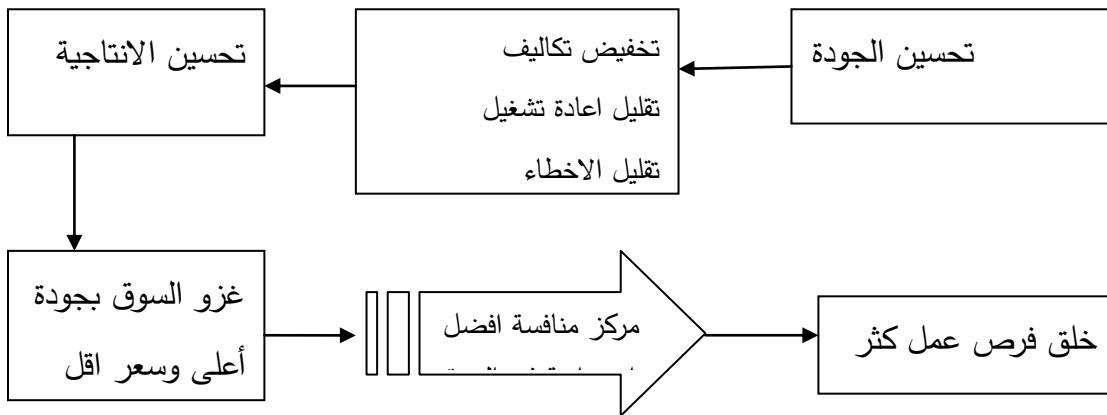 تحسين الجودة
تخفيض تكاليف
تقليل اعادة تشغيل
تقليل الاخطاء
تحسين الانتاجية
غزو السوق بجودة
أعلى وسعر اقل
مركز منافسة افضل
خلق فرص عمل كثر